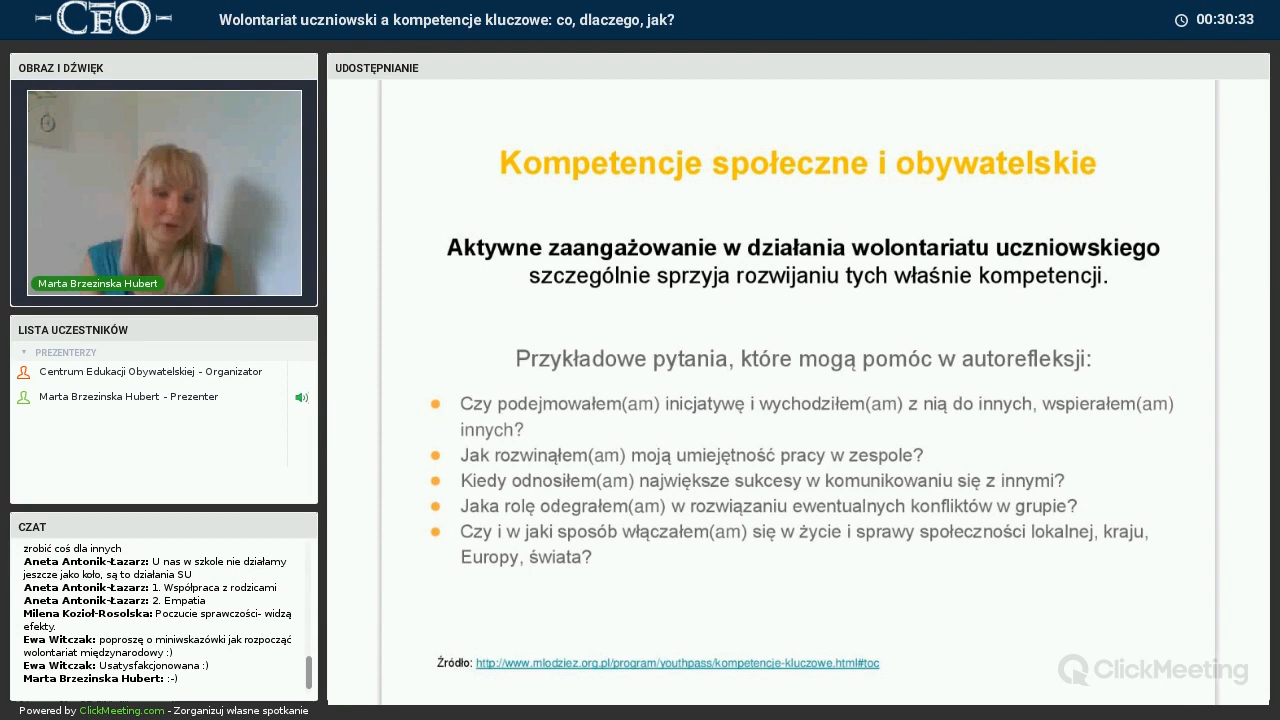 CEO
Wolontariat uczniowski a kompetencje kluczowe: co, dlaczego, jak?
00:30:33
OBRAZ I DŹWIĘK
Marta Brzezinska Hubert
LISTA UCZESTNIKÓW
PREZENTERZY
Centrum Edukacji Obywatelskiej - Organizator
Marta Brzezinska Hubert - Prezenter
CZAT
zrobić coś dla innych
Aneta Antonik-Łazarz: U nas w szkole nie działamy
jeszcze jako koło, są to działania SU
Aneta Antonik-Łazarz: 1. Współpraca z rodzicami
Aneta Antonik-Łazarz: 2. Empatia
Milena Kozioł-Rosolska: Poczucie sprawczości- widzą
efekty.
Ewa Witczak: poproszę o miniwskazówki jak rozpocząć
wolontariat międzynarodowy :)
Ewa Witczak: Usatysfakcjonowana :)
Marta Brzezinska Hubert: :-)
Powered by ClickMeeting.com - Zorganizuj własne spotkanie
UDOSTĘPNIANIE
Kompetencje społeczne i obywatelskie
Aktywne zaangażowanie w działania wolontariatu uczniowskiego
szczególnie sprzyja rozwijaniu tych właśnie kompetencji.
Przykładowe pytania, które mogą pomóc w autorefleksji:
Czy podejmowałem(am) inicjatywę i wychodziłem(am) z nią do innych, wspierałem(am)
innych?
Jak rozwinąłem(am) moją umiejętność pracy w zespole?
Kiedy odnosiłem(am) największe sukcesy w komunikowaniu się z innymi?
Jaka rolę odegrałem(am) w rozwiązaniu ewentualnych konfliktów w grupie?
Czy i w jaki sposób włączałem(am) się w życie i sprawy społeczności lokalnej, kraju,
Europy, świata?
Źródło: http://www.mlodziez.org.pl/program/youthpass/kompetencje-kluczowe.html#toc
ClickMeeting